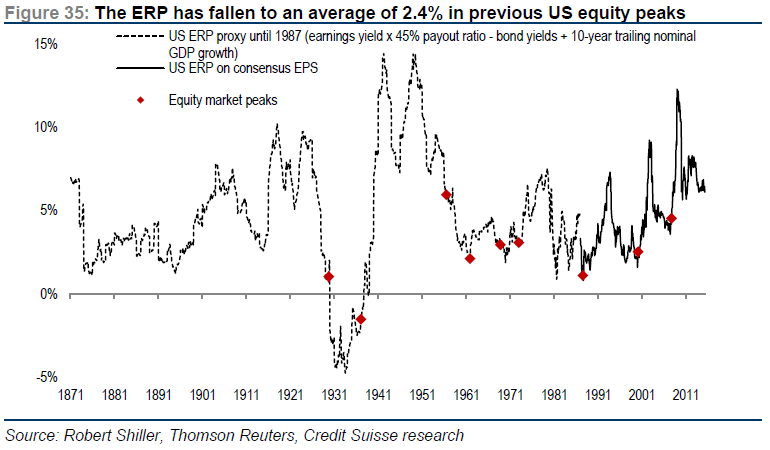 Figure 35: The ERP has fallen to an average of 2.4% in previous US equity peaks
15%
US ERP proxy until 1987 (earnings yield x 45% payout ratio - bond yields + 10-year trailing nominal
GDP growth)
US ERP on consensus EPS
Equity market peaks
10%
5%
0%
-5%
1871 1881 1891 1901 1911 1921 1931 1941 1951 1961 1971 1981 1991 2001 2011
Source: Robert Shiller, Thomson Reuters, Credit Suisse research